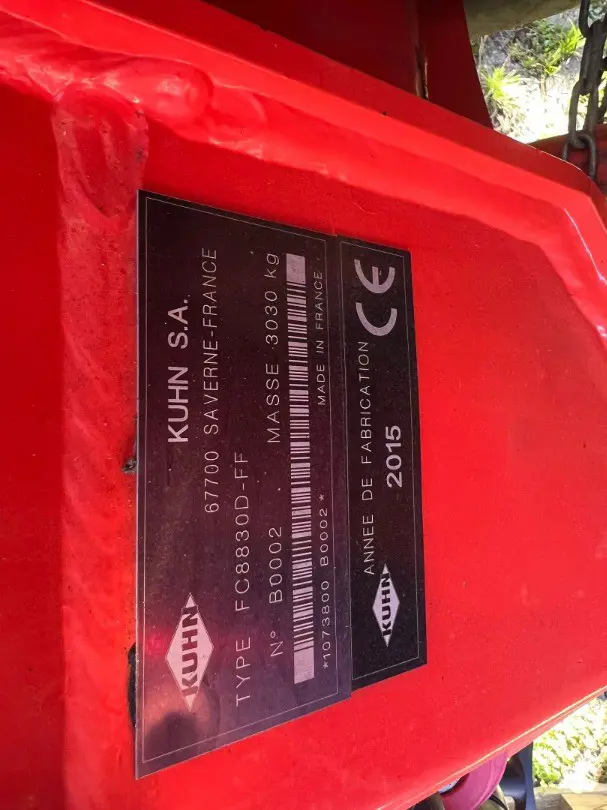 KUHN
KUHN S.A.
67700 SAVERNE-FRANCE
TYPE FC8830D-FF
N° B0002 MASSE 3030 kg
*1073800 B0002* MADE IN FRANCE
KUHN
ANNEE DE FABRICATION
2015
CE